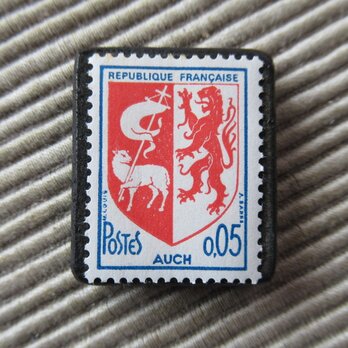 REPUBLIQUE FRANÇAISE
POSTES 0,05
AUCH